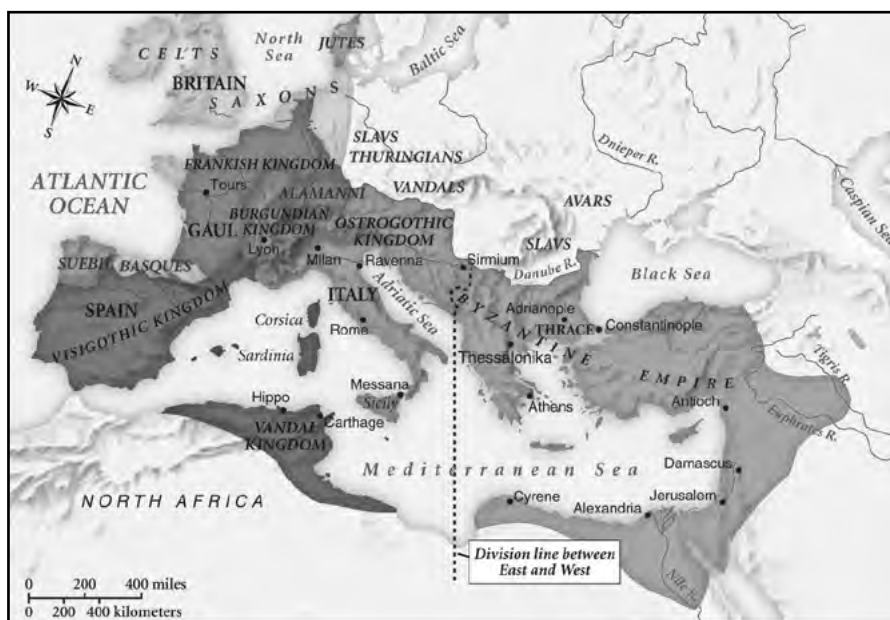 CELTS
North
Sea
JUTES
Baltic Sea
N
W
E
S
BRITAIN
SAXONS
SLAVS
THURINGIANS
VANDALS
Dnieper R.
Caspian Sea
ATLANTIC
OCEAN
FRANKISH KINGDOM
Tours
ALAMANNI
AVARS
BURGUNDIAN
KINGDOM
GAUL
Lyon
OSTROGOTHIC
KINGDOM
SLAVS
Danube R.
Milan
Ravenna
Sirmium
Black Sea
SUEBI
BASQUES
SPAIN
VISIGOTHIC KINGDOM
ITALY
Adriatic Sea
Corsica
Rome
Sardinia
BYZANTINE
EMPIRE
Adrianople
THRACE
Constantinople
Thessalonika
Tigris R.
Messana
Sicily
Athens
Antioch
Euphrates R.
Hippo
Carthage
VANDAL
KINGDOM
Mediterranean Sea
Damascus
NORTH AFRICA
Cyrene
Alexandria
Jerusalem
Division line between
East and West
Nile R.
0 200 400 miles
0 200 400 kilometers